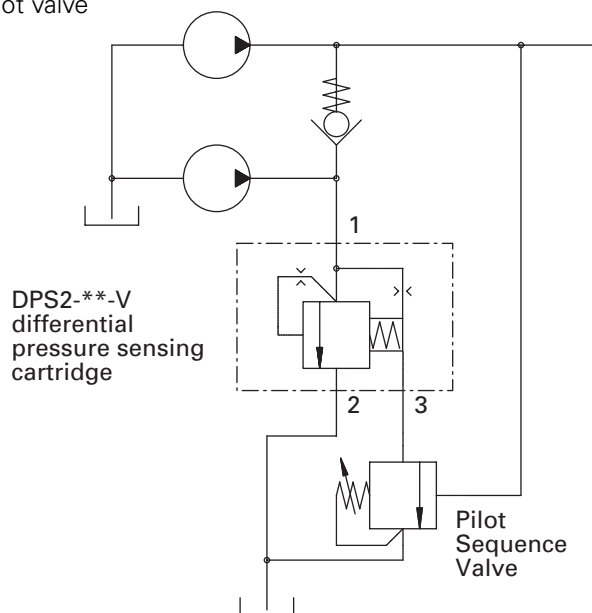 ot valve
1
DPS2-**-V
differential
pressure sensing
cartridge
2 3
Pilot
Sequence
Valve